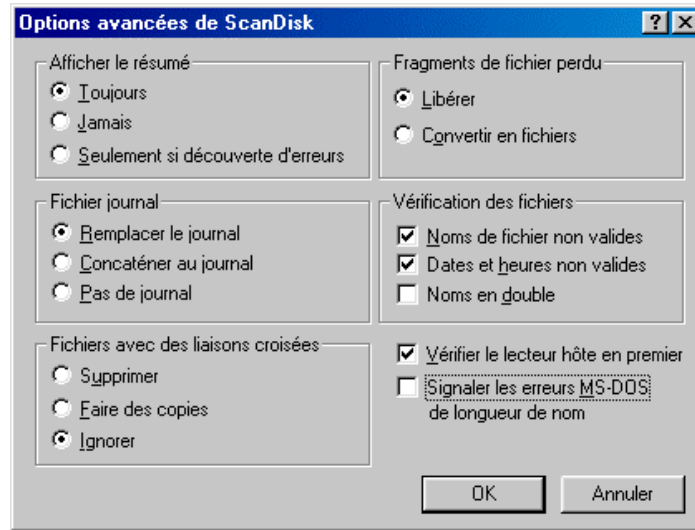 Options avancées de ScanDisk
Afficher le résumé
Toujours
Jamais
Seulement si découverte d'erreurs
Fragments de fichier perdu
Libérer
Convertir en fichiers
Fichier journal
Remplacer le journal
Concaténer au journal
Pas de journal
Vérification des fichiers
Noms de fichier non valides
Dates et heures non valides
Noms en double
Fichiers avec des liaisons croisées
Supprimer
Faire des copies
Ignorer
Vérifier le lecteur hôte en premier
Signaler les erreurs MS-DOS
de longueur de nom
OK
Annuler